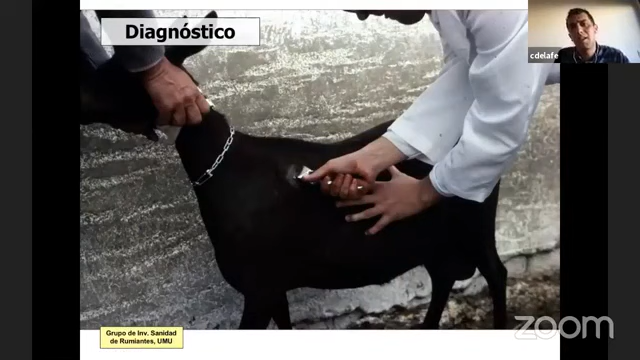 Diagnóstico
cdelafe
Grupo de Inv. Sanidad
de Rumiantes, UMU
zoom